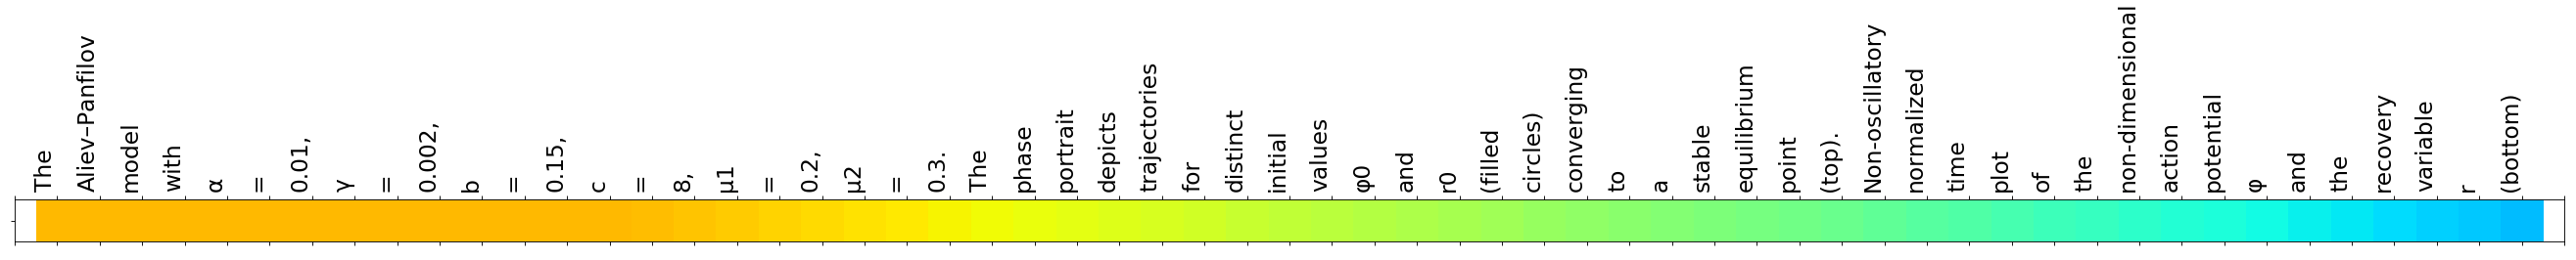 The Aliev–Panfilov model with α = 0.01, γ = 0.002, b = 0.15, c = 8, μ1 = 0.2, μ2 = 0.3. The phase portrait depicts trajectories for distinct initial values φ0 and r0 (filled circles) converging to a stable equilibrium point (top). Non-oscillatory normalized time plot of the non-dimensional action potential φ and the recovery variable r (bottom)